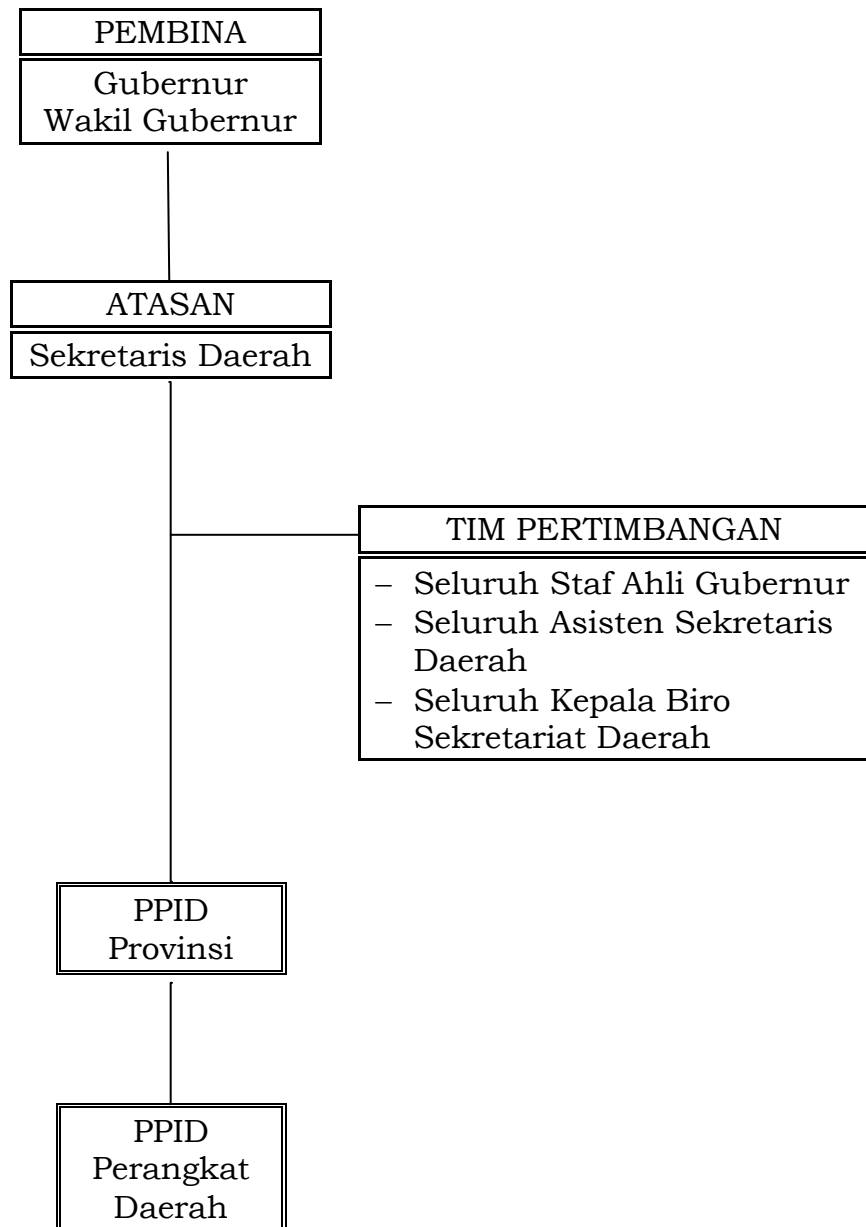 PEMBINA
Gubernur
Wakil Gubernur
ATASAN
Sekretaris Daerah
TIM PERTIMBANGAN
– Seluruh Staf Ahli Gubernur
– Seluruh Asisten Sekretaris
Daerah
– Seluruh Kepala Biro
Sekretariat Daerah
PPID
Provinsi
PPID
Perangkat
Daerah